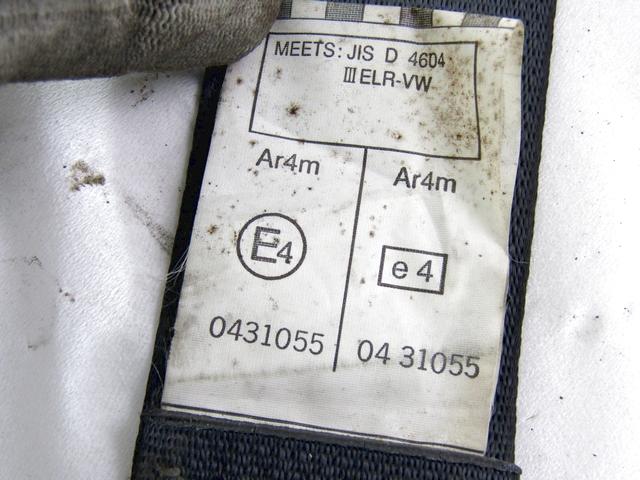 MEETS: JIS D 4604
III ELR-VW
Ar4m
E4
0431055
Ar4m
e 4
04 31055